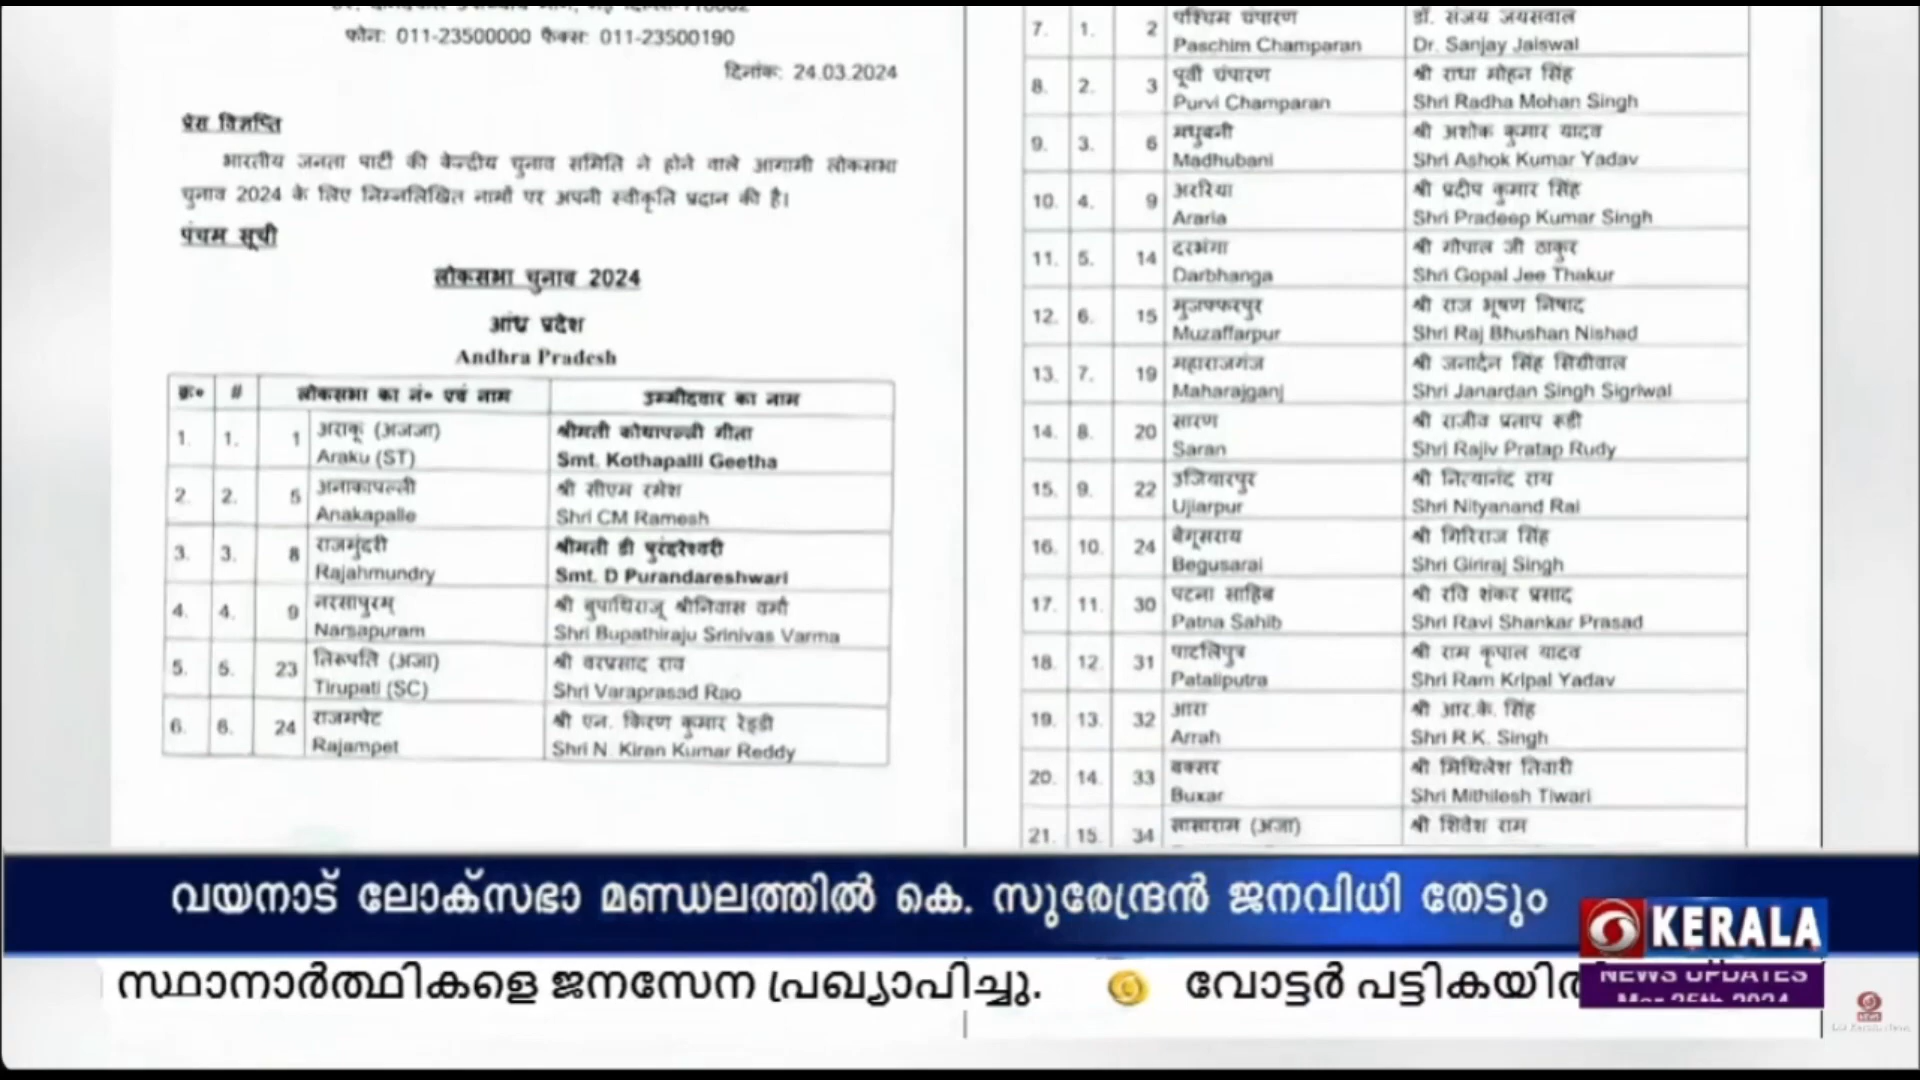 फोन: 011-23500000 फैक्स: 011-23500190
दिनांक: 24.03.2024
प्रेस विज्ञप्ति
भारतीय जनता पार्टी की केन्द्रीय चुनाव समिति ने होने वाले आगामी लोकसभा
चुनाव 2024 के लिए निम्नलिखित नामों पर अपनी स्वीकृति प्रदान की है।
पंचम सूची
लोकसभा चुनाव 2024
आंध्र प्रदेश
Andhra Pradesh
क्र० # लोकसभा का नं० एवं नाम उम्मीदवार का नाम
1. 1. 1 अराकू (अजजा) श्रीमती कोथापल्ली गीता
Araku (ST) Smt. Kothapalli Geetha
2. 2. 5 अनाकापल्ली श्री सीएम रमेश
Anakapalle Shri CM Ramesh
3. 3. 8 राजमुंदरी श्रीमती डी पुरंदरेश्वरी
Rajahmundry Smt. D Purandareshwari
4. 4. 9 नरसापुरम् श्री बुपाथिराजू श्रीनिवास वर्मा
Narsapuram Shri Bupathiraju Srinivas Varma
5. 5. 23 तिरुपति (अजा) श्री वरप्रसाद राव
Tirupati (SC) Shri Varaprasad Rao
6. 6. 24 राजमपेट श्री एन. किरण कुमार रेड्डी
Rajampet Shri N. Kiran Kumar Reddy
7. 1. 2 पश्चिम चंपारण डॉ. संजय जयसवाल
Paschim Champaran Dr. Sanjay Jaiswal
8. 2. 3 पूर्वी चंपारण श्री राधा मोहन सिंह
Purvi Champaran Shri Radha Mohan Singh
9. 3. 6 मधुबनी श्री अशोक कुमार यादव
Madhubani Shri Ashok Kumar Yadav
10. 4. 9 अररिया श्री प्रदीप कुमार सिंह
Araria Shri Pradeep Kumar Singh
11. 5. 14 दरभंगा श्री गोपाल जी ठाकुर
Darbhanga Shri Gopal Jee Thakur
12. 6. 15 मुजफ्फरपुर श्री राज भूषण निषाद
Muzaffarpur Shri Raj Bhushan Nishad
13. 7. 19 महाराजगंज श्री जनार्दन सिंह सिग्रीवाल
Maharajganj Shri Janardan Singh Sigriwal
14. 8. 20 सारण श्री राजीव प्रताप रूडी
Saran Shri Rajiv Pratap Rudy
15. 9. 22 उजियारपुर श्री नित्यानंद राय
Ujiarpur Shri Nityanand Rai
16. 10. 24 बेगूसराय श्री गिरिराज सिंह
Begusarai Shri Giriraj Singh
17. 11. 30 पटना साहिब श्री रवि शंकर प्रसाद
Patna Sahib Shri Ravi Shankar Prasad
18. 12. 31 पाटलिपुत्र श्री राम कृपाल यादव
Pataliputra Shri Ram Kripal Yadav
19. 13. 32 आरा श्री आर.के. सिंह
Arrah Shri R.K. Singh
20. 14. 33 बक्सर श्री मिथिलेश तिवारी
Buxar Shri Mithilesh Tiwari
21. 15. 34 सासाराम (अजा) श्री शिवेश राम
വയനാട് ലോക്സഭാ മണ്ഡലത്തിൽ കെ. സുരേന്ദ്രൻ ജനവിധി തേടും
KERALA
സ്ഥാനാർത്ഥികളെ ജനസേന പ്രഖ്യാപിച്ചു. വോട്ടർ പട്ടികയിൽ
NEWS UPDATES
Mar 25th 2024